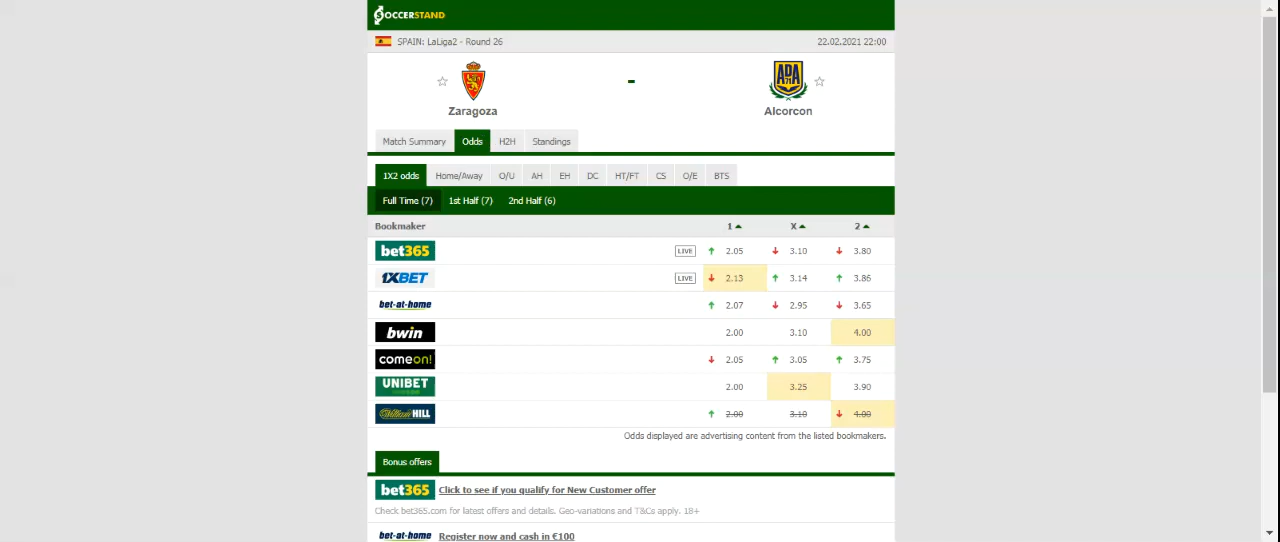 SOCCERSTAND
SPAIN: LaLiga2 - Round 26 22.02.2021 22:00
ADA
71
-
Zaragoza Alcorcon
Match Summary Odds H2H Standings
1X2 odds Home/Away O/U AH EH DC HT/FT CS O/E BTS
Full Time (7) 1st Half (7) 2nd Half (6)
Bookmaker 1 X 2
bet365 LIVE 2.05 3.10 3.80
1XBET LIVE 2.13 3.14 3.86
bet-at-home 2.07 2.95 3.65
bwin 2.00 3.10 4.00
comeon! 2.05 3.05 3.75
UNIBET 2.00 3.25 3.90
William HILL 2.00 3.10 4.00
Odds displayed are advertising content from the listed bookmakers.
Bonus offers
bet365 Click to see if you qualify for New Customer offer
Check bet365.com for latest offers and details. Geo-variations and T&Cs apply. 18+
bet-at-home Register now and cash in €100